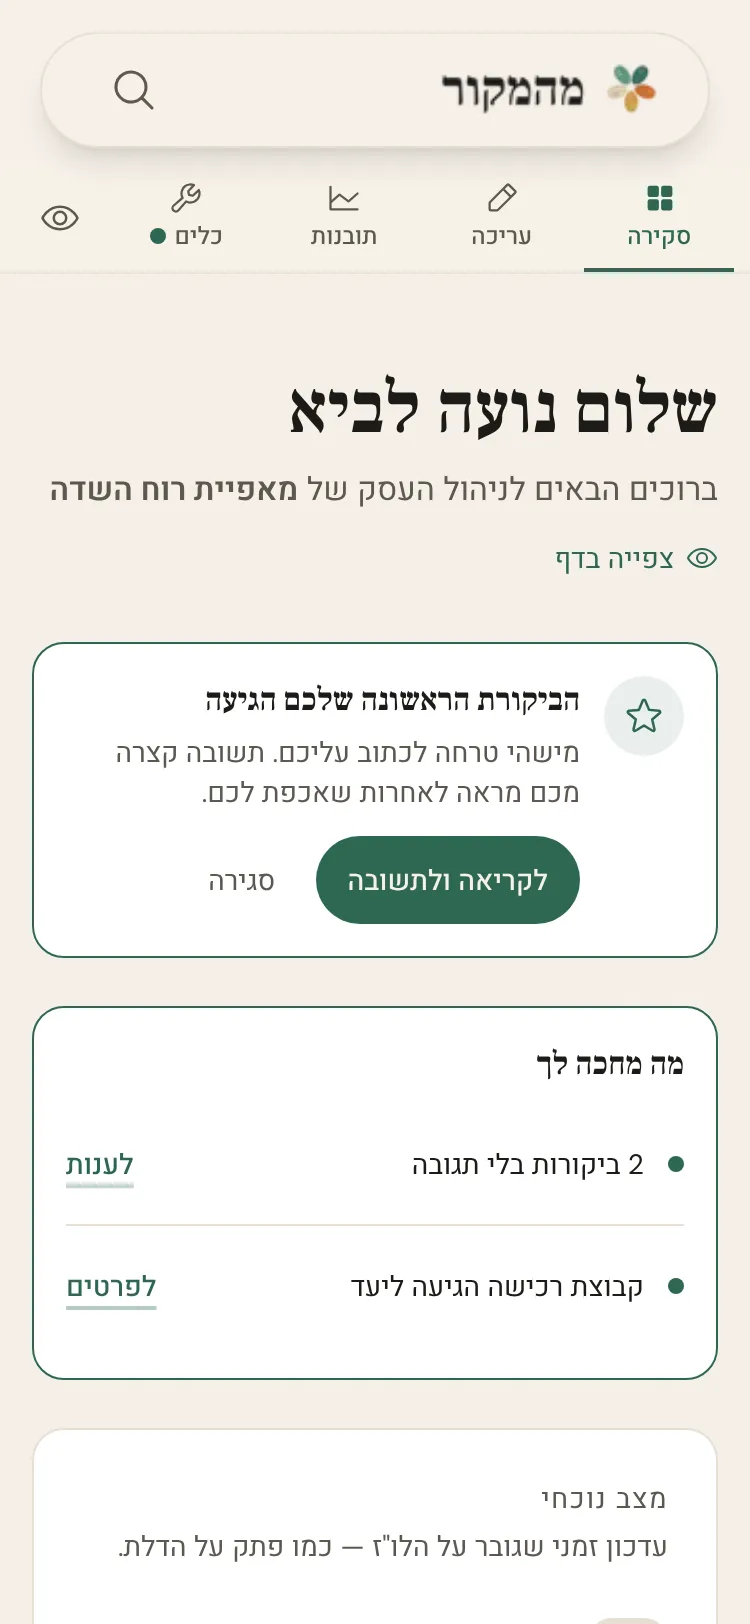 מהמקור
סקירה
עריכה
תובנות
כלים
שלום נועה לביא
ברוכים הבאים לניהול העסק של מאפיית רוח השדה
צפייה בדף
הביקורת הראשונה שלכם הגיעה
מישהי טרחה לכתוב עליכם. תשובה קצרה
מכם מראה לאחרות שאכפת לכם.
לקריאה ולתשובה
סגירה
מה מחכה לך
2 ביקורות בלי תגובה
לענות
קבוצת רכישה הגיעה ליעד
לפרטים
מצב נוכחי
עדכון זמני שגובר על הלו"ז — כמו פתק על הדלת.